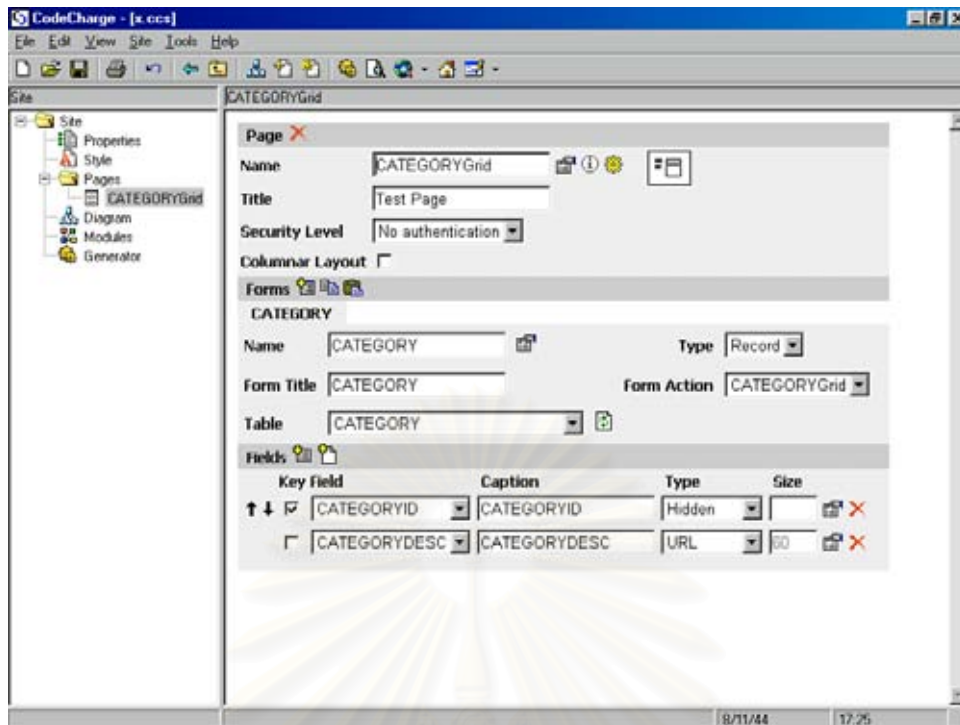 CodeCharge - [x.ccs]
File Edit View Site Tools Help
Site
CATEGORYGrid
Site
Properties
Style
Pages
CATEGORYGrid
Diagram
Modules
Generator
Page
Name CATEGORYGrid
Title Test Page
Security Level No authentication
Columnar Layout
Forms
CATEGORY
Name CATEGORY Type Record
Form Title CATEGORY Form Action CATEGORYGrid
Table CATEGORY
Fields
Key Field Caption Type Size
CATEGORYID CATEGORYID Hidden
CATEGORYDESC CATEGORYDESC URL 60
8/11/44 17:25